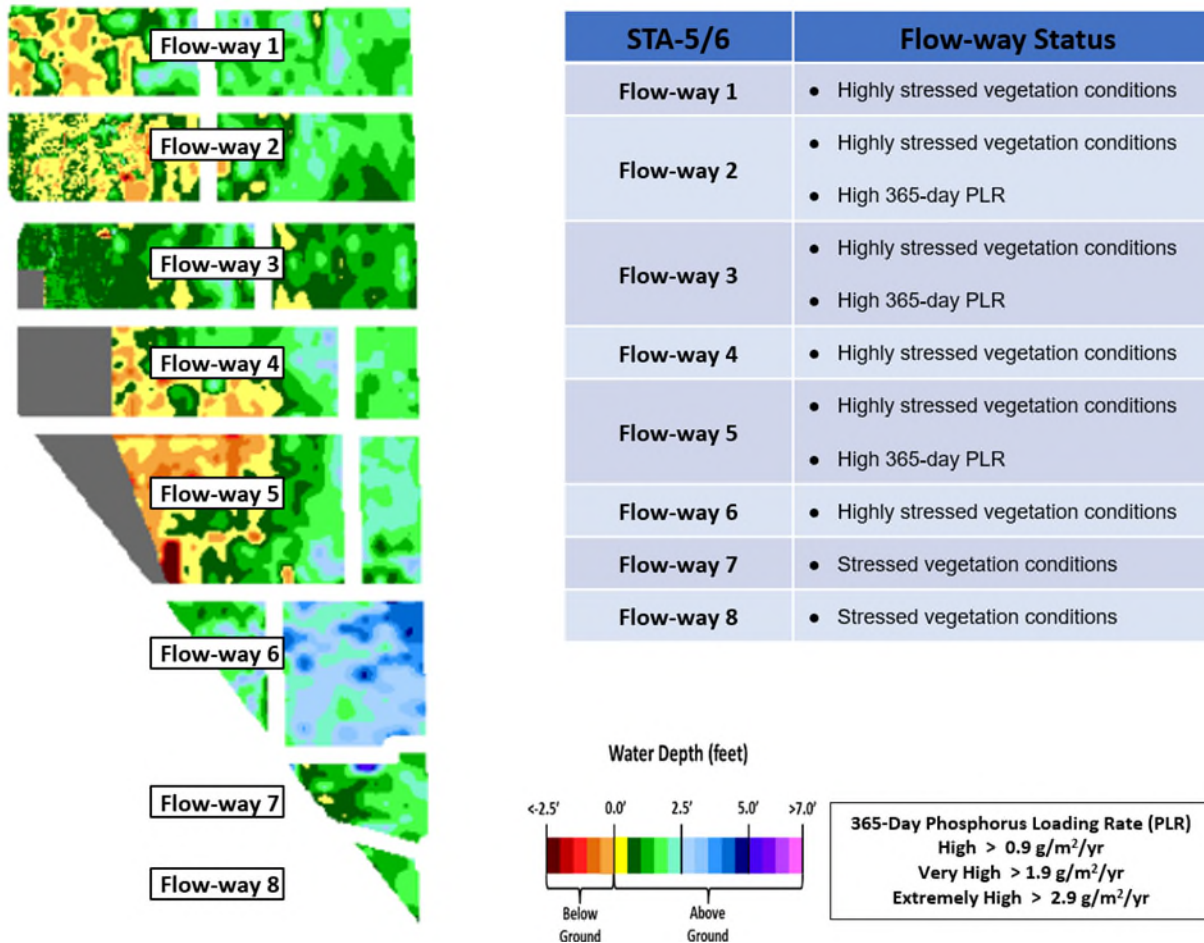 Flow-way 1
Flow-way 2
Flow-way 3
Flow-way 4
Flow-way 5
Flow-way 6
Flow-way 7
Flow-way 8
STA-5/6 Flow-way Status
Flow-way 1 ● Highly stressed vegetation conditions
Flow-way 2 ● Highly stressed vegetation conditions
● High 365-day PLR
Flow-way 3 ● Highly stressed vegetation conditions
● High 365-day PLR
Flow-way 4 ● Highly stressed vegetation conditions
Flow-way 5 ● Highly stressed vegetation conditions
● High 365-day PLR
Flow-way 6 ● Highly stressed vegetation conditions
Flow-way 7 ● Stressed vegetation conditions
Flow-way 8 ● Stressed vegetation conditions
Water Depth (feet)
<-2.5' 0.0' 2.5' 5.0' >7.0'
Below Above
Ground Ground
365-Day Phosphorus Loading Rate (PLR)
High > 0.9 g/m²/yr
Very High > 1.9 g/m²/yr
Extremely High > 2.9 g/m²/yr